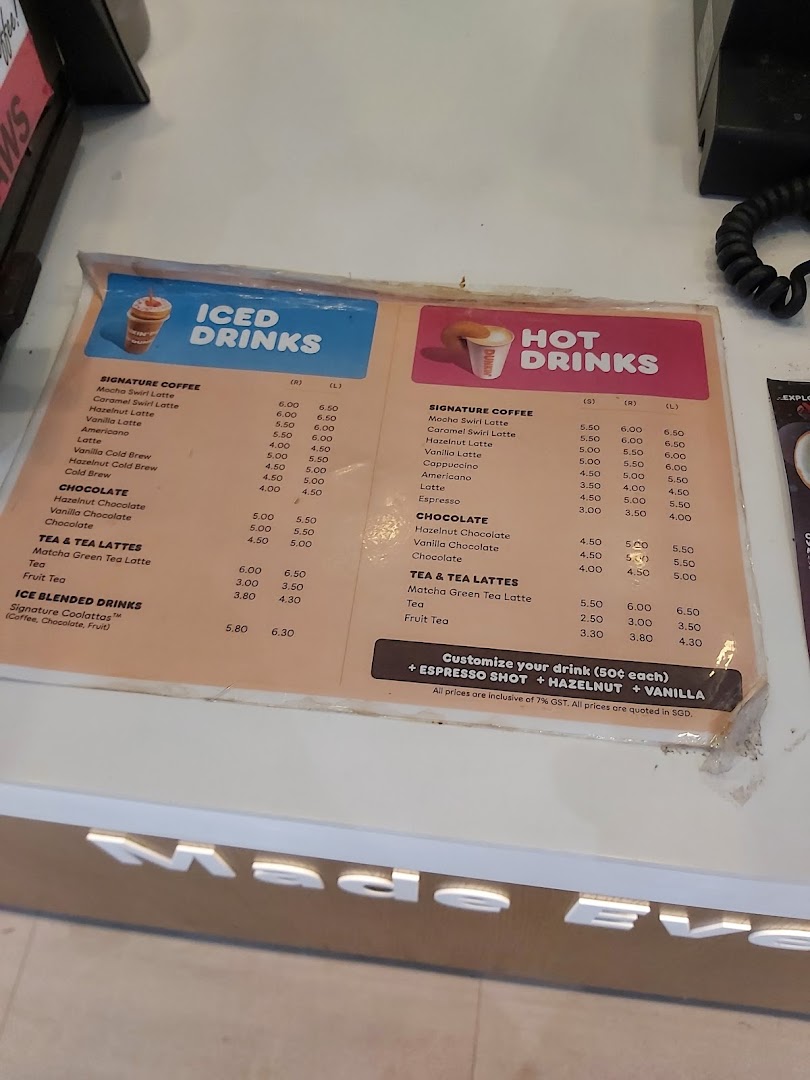 ICED
DRINKS
(R) (L)
SIGNATURE COFFEE
Mocha Swirl Latte 6.00 6.50
Caramel Swirl Latte 6.00 6.50
Hazelnut Latte 5.50 6.00
Vanilla Latte 5.50 6.00
Americano 4.00 4.50
Latte 5.00 5.50
Vanilla Cold Brew 4.50 5.00
Hazelnut Cold Brew 4.50 5.00
Cold Brew 4.00 4.50
CHOCOLATE
Hazelnut Chocolate 5.00 5.50
Vanilla Chocolate 5.00 5.50
Chocolate 4.50 5.00
TEA & TEA LATTES
Matcha Green Tea Latte 6.00 6.50
Tea 3.00 3.50
Fruit Tea 3.80 4.30
ICE BLENDED DRINKS
Signature Coolattas™ 5.80 6.30
(Coffee, Chocolate, Fruit)
HOT
DRINKS
DUNKIN'
(S) (R) (L)
SIGNATURE COFFEE
Mocha Swirl Latte 5.50 6.00 6.50
Caramel Swirl Latte 5.50 6.00 6.50
Hazelnut Latte 5.00 5.50 6.00
Vanilla Latte 5.00 5.50 6.00
Cappuccino 4.50 5.00 5.50
Americano 3.50 4.00 4.50
Latte 4.50 5.00 5.50
Espresso 3.00 3.50 4.00
CHOCOLATE
Hazelnut Chocolate 4.50 5.00 5.50
Vanilla Chocolate 4.50 5.00 5.50
Chocolate 4.00 4.50 5.00
TEA & TEA LATTES
Matcha Green Tea Latte 5.50 6.00 6.50
Tea 2.50 3.00 3.50
Fruit Tea 3.30 3.80 4.30
Customize your drink (50¢ each)
+ ESPRESSO SHOT + HAZELNUT + VANILLA
All prices are inclusive of 7% GST. All prices are quoted in SGD.
Made Eve